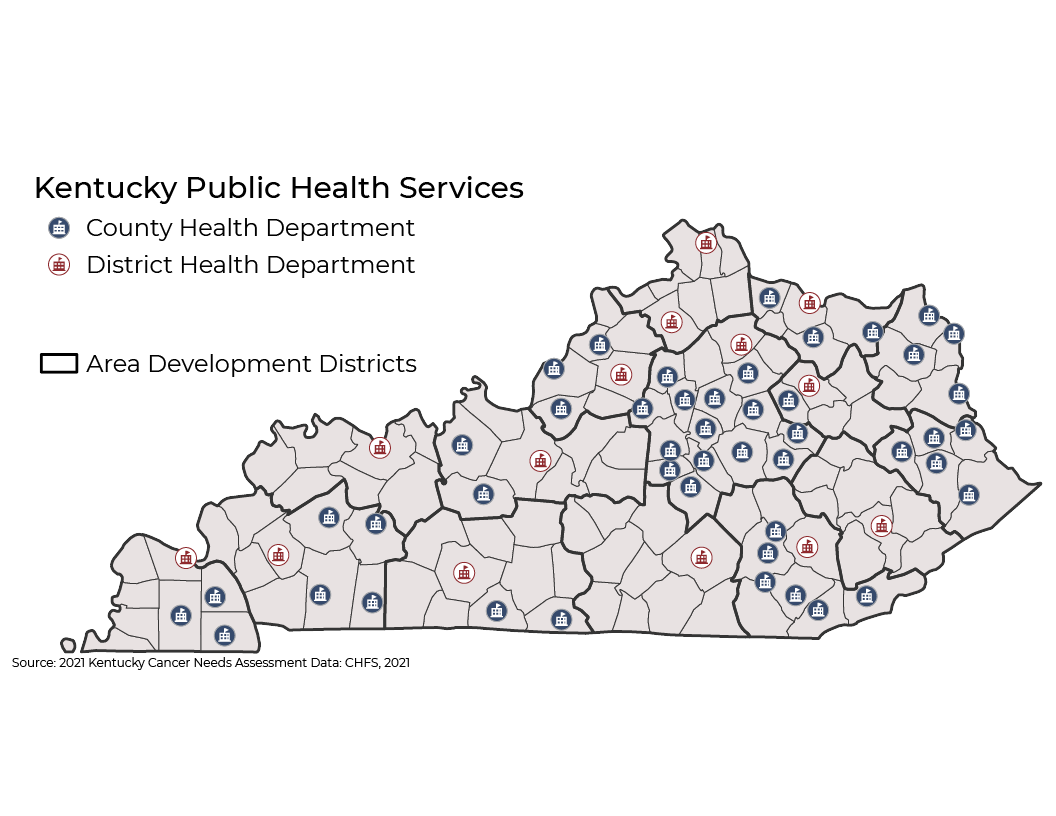 Kentucky Public Health Services
County Health Department
District Health Department
Area Development Districts
Source: 2021 Kentucky Cancer Needs Assessment Data: CHFS, 2021